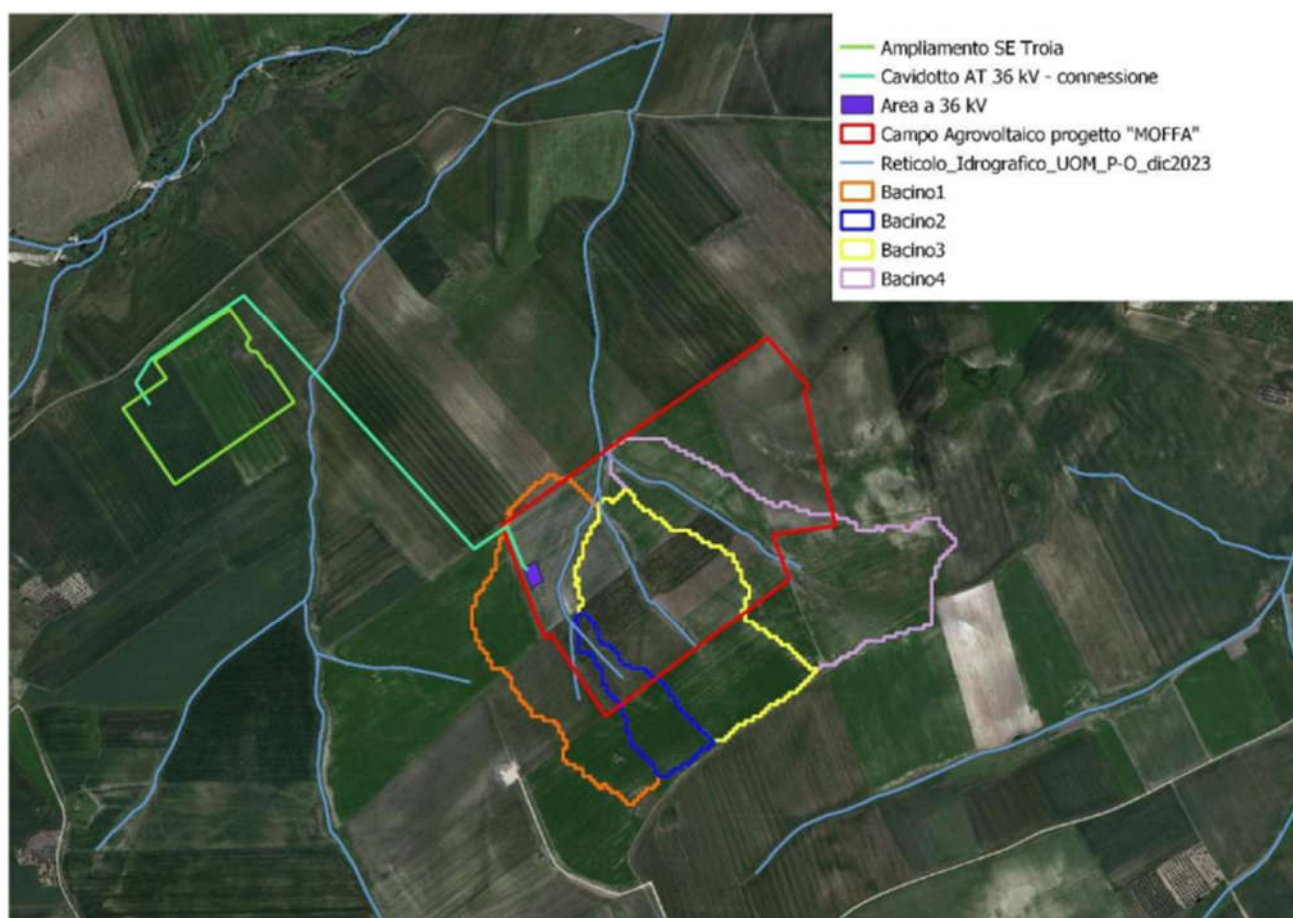 Ampliamento SE Troia
Cavidotto AT 36 kV - connessione
Area a 36 kV
Campo Agrovoltaico progetto "MOFFA"
Reticolo_Idrografico_UOM_P-O_dic2023
Bacino1
Bacino2
Bacino3
Bacino4